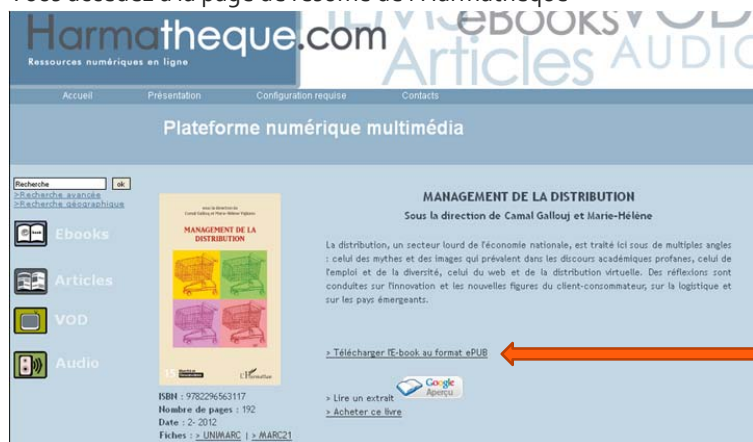 Vous accédez à la page de résumé de l'Harmathèque
Harmatheque.com
Ressources numériques en ligne
FILMS eBOOKS VOD
Articles AUDIO
Accueil Présentation Configuration requise Contacts
Plateforme numérique multimédia
Recherche ok
>Recherche avancée
>Recherche géographique
Ebooks
Articles
VOD
Audio
sous la direction de
Camal Gallouj et Marie-Hélène
MANAGEMENT DE LA
DISTRIBUTION
L'Harmattan
ISBN : 9782296563117
Nombre de pages : 192
Date : 2- 2012
Fiches : > UNIMARC | > MARC21
MANAGEMENT DE LA DISTRIBUTION
Sous la direction de Camal Gallouj et Marie-Hélène
La distribution, un secteur lourd de l'économie nationale, est traité ici sous de multiples angles
: celui des mythes et des images qui prévalent dans les discours académiques profanes, celui de
l'emploi et de la diversité, celui du web et de la distribution virtuelle. Des réflexions sont
conduites sur l'innovation et les nouvelles figures du client-consommateur, sur la logistique et
sur les pays émergeants.
> Télécharger l'E-book au format ePUB
> Lire un extrait Google Aperçu
> Acheter ce livre